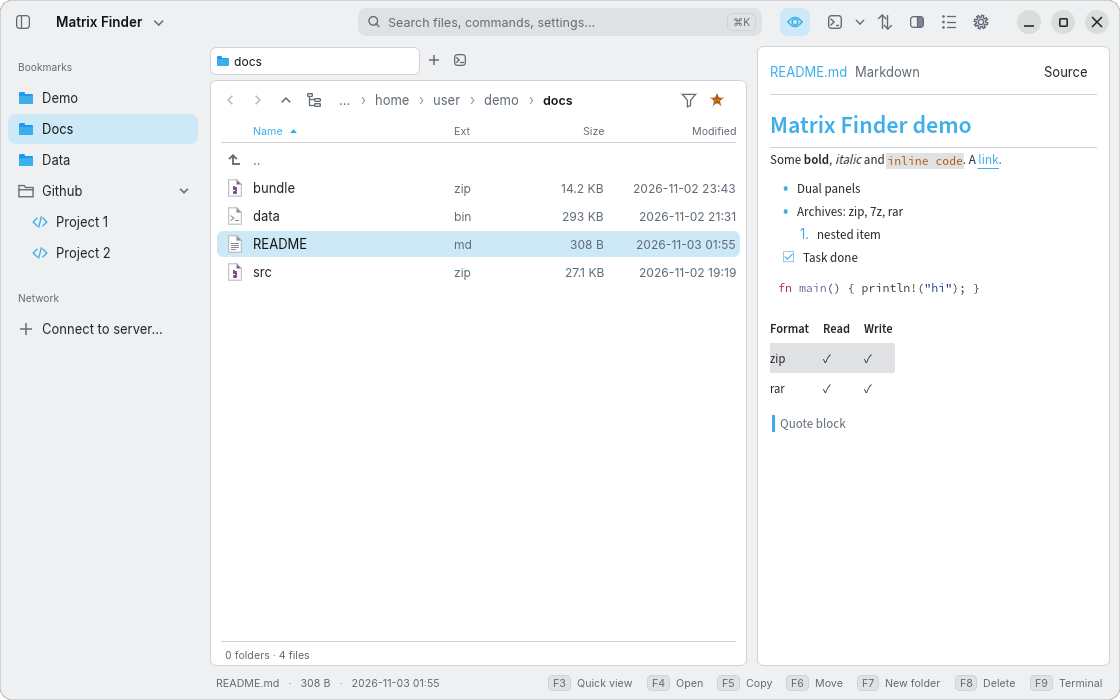 Matrix Finder
Search files, commands, settings...
⌘K
Bookmarks
Demo
Docs
Data
Github
Project 1
Project 2
Network
Connect to server...
docs
... › home › user › demo › docs
Name Ext Size Modified
..
bundle zip 14.2 KB 2026-11-02 23:43
data bin 293 KB 2026-11-02 21:31
README md 308 B 2026-11-03 01:55
src zip 27.1 KB 2026-11-02 19:19
0 folders · 4 files
README.md Markdown Source
Matrix Finder demo
Some bold, italic and inline code. A link.
• Dual panels
• Archives: zip, 7z, rar
1. nested item
Task done
fn main() { println!("hi"); }
Format Read Write
zip ✓ ✓
rar ✓ ✓
Quote block
README.md · 308 B · 2026-11-03 01:55
F3 Quick view F4 Open F5 Copy F6 Move F7 New folder F8 Delete F9 Terminal